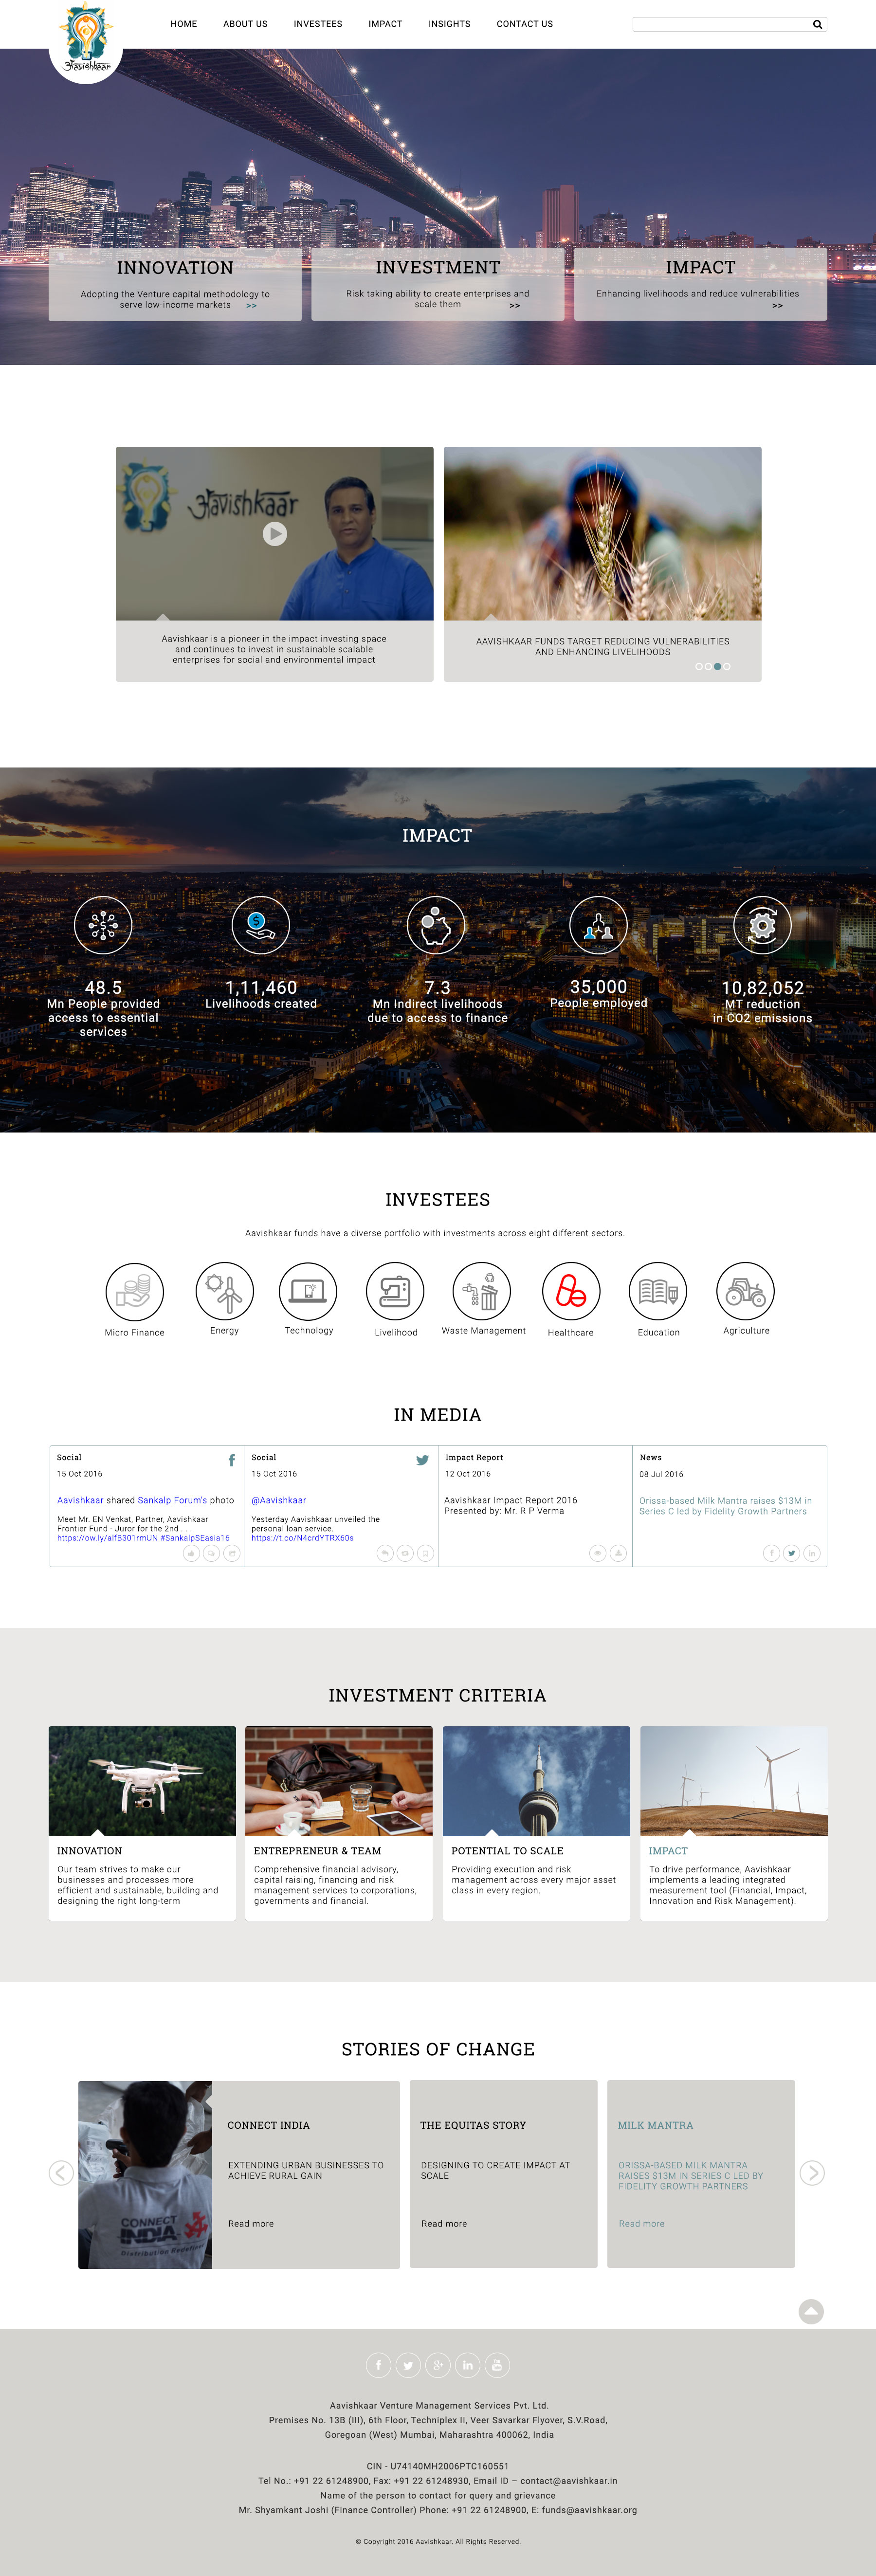 आविष्kaar
HOME ABOUT US INVESTEES IMPACT INSIGHTS CONTACT US
INNOVATION
Adopting the Venture capital methodology to
serve low-income markets >>
INVESTMENT
Risk taking ability to create enterprises and
scale them >>
IMPACT
Enhancing livelihoods and reduce vulnerabilities
>>
Aavishkaar is a pioneer in the impact investing space
and continues to invest in sustainable scalable
enterprises for social and environmental impact
AAVISHKAAR FUNDS TARGET REDUCING VULNERABILITIES
AND ENHANCING LIVELIHOODS
IMPACT
48.5
Mn People provided
access to essential
services
1,11,460
Livelihoods created
7.3
Mn Indirect livelihoods
due to access to finance
35,000
People employed
10,82,052
MT reduction
in CO2 emissions
INVESTEES
Aavishkaar funds have a diverse portfolio with investments across eight different sectors.
Micro Finance
Energy
Technology
Livelihood
Waste Management
Healthcare
Education
Agriculture
IN MEDIA
Social
15 Oct 2016
Aavishkaar shared Sankalp Forum's photo
Meet Mr. EN Venkat, Partner, Aavishkaar
Frontier Fund - Juror for the 2nd . . .
https://ow.ly/alfB301rmUN #SankalpSEasia16
Social
15 Oct 2016
@Aavishkaar
Yesterday Aavishkaar unveiled the
personal loan service.
https://t.co/N4crdYTRX60s
Impact Report
12 Oct 2016
Aavishkaar Impact Report 2016
Presented by: Mr. R P Verma
News
08 Jul 2016
Orissa-based Milk Mantra raises $13M in
Series C led by Fidelity Growth Partners
INVESTMENT CRITERIA
INNOVATION
Our team strives to make our
businesses and processes more
efficient and sustainable, building and
designing the right long-term
ENTREPRENEUR & TEAM
Comprehensive financial advisory,
capital raising, financing and risk
management services to corporations,
governments and financial.
POTENTIAL TO SCALE
Providing execution and risk
management across every major asset
class in every region.
IMPACT
To drive performance, Aavishkaar
implements a leading integrated
measurement tool (Financial, Impact,
Innovation and Risk Management).
STORIES OF CHANGE
CONNECT
INDIA
CONNECT INDIA
EXTENDING URBAN BUSINESSES TO
ACHIEVE RURAL GAIN
Read more
THE EQUITAS STORY
DESIGNING TO CREATE IMPACT AT
SCALE
Read more
MILK MANTRA
ORISSA-BASED MILK MANTRA
RAISES $13M IN SERIES C LED BY
FIDELITY GROWTH PARTNERS
Read more
Aavishkaar Venture Management Services Pvt. Ltd.
Premises No. 13B (III), 6th Floor, Techniplex II, Veer Savarkar Flyover, S.V.Road,
Goregoan (West) Mumbai, Maharashtra 400062, India
CIN - U74140MH2006PTC160551
Tel No.: +91 22 61248900, Fax: +91 22 61248930, Email ID – contact@aavishkaar.in
Name of the person to contact for query and grievance
Mr. Shyamkant Joshi (Finance Controller) Phone: +91 22 61248900, E: funds@aavishkaar.org
© Copyright 2016 Aavishkaar. All Rights Reserved.